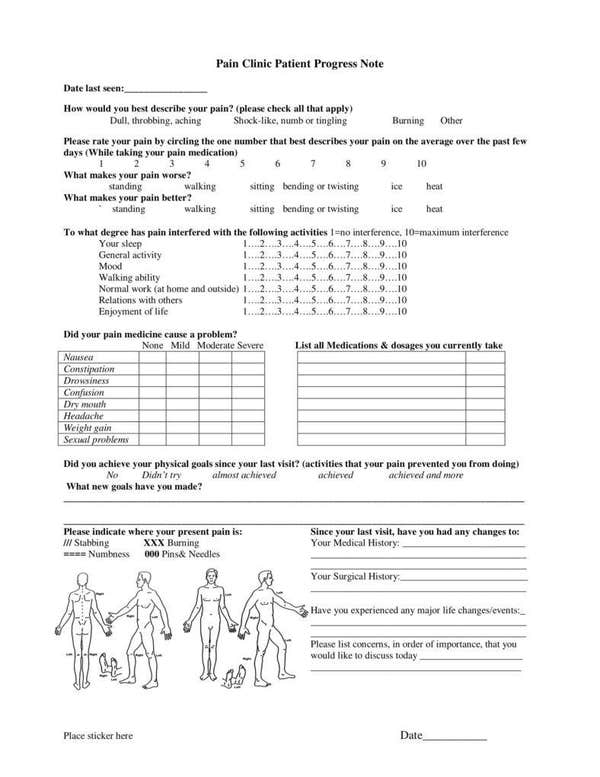 Pain Clinic Patient Progress Note
Date last seen:_________________
How would you best describe your pain? (please check all that apply)
Dull, throbbing, aching Shock-like, numb or tingling Burning Other
Please rate your pain by circling the one number that best describes your pain on the average over the past few
days (While taking your pain medication)
1 2 3 4 5 6 7 8 9 10
What makes your pain worse?
standing walking sitting bending or twisting ice heat
What makes your pain better?
` standing walking sitting bending or twisting ice heat
To what degree has pain interfered with the following activities 1=no interference, 10=maximum interference
Your sleep 1….2….3….4….5….6….7….8….9….10
General activity 1….2….3….4….5….6….7….8….9….10
Mood 1….2….3….4….5….6….7….8….9….10
Walking ability 1….2….3….4….5….6….7….8….9….10
Normal work (at home and outside) 1….2….3….4….5….6….7….8….9….10
Relations with others 1….2….3….4….5….6….7….8….9….10
Enjoyment of life 1….2….3….4….5….6….7….8….9….10
Did your pain medicine cause a problem?
None Mild Moderate Severe
Nausea
Constipation
Drowsiness
Confusion
Dry mouth
Headache
Weight gain
Sexual problems
List all Medications & dosages you currently take
Did you achieve your physical goals since your last visit? (activities that your pain prevented you from doing)
No Didn't try almost achieved achieved achieved and more
What new goals have you made?
Please indicate where your present pain is:
/// Stabbing XXX Burning
==== Numbness 000 Pins& Needles
Right Right Right Right
Left Left Right Right Left Left
Since your last visit, have you had any changes to:
Your Medical History: _________________________
Your Surgical History:__________________________
Have you experienced any major life changes/events:_
Please list concerns, in order of importance, that you
would like to discuss today _____________________
Place sticker here
Date___________